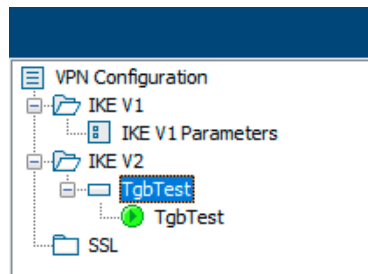 VPN Configuration
IKE V1
IKE V1 Parameters
IKE V2
TgbTest
TgbTest
SSL